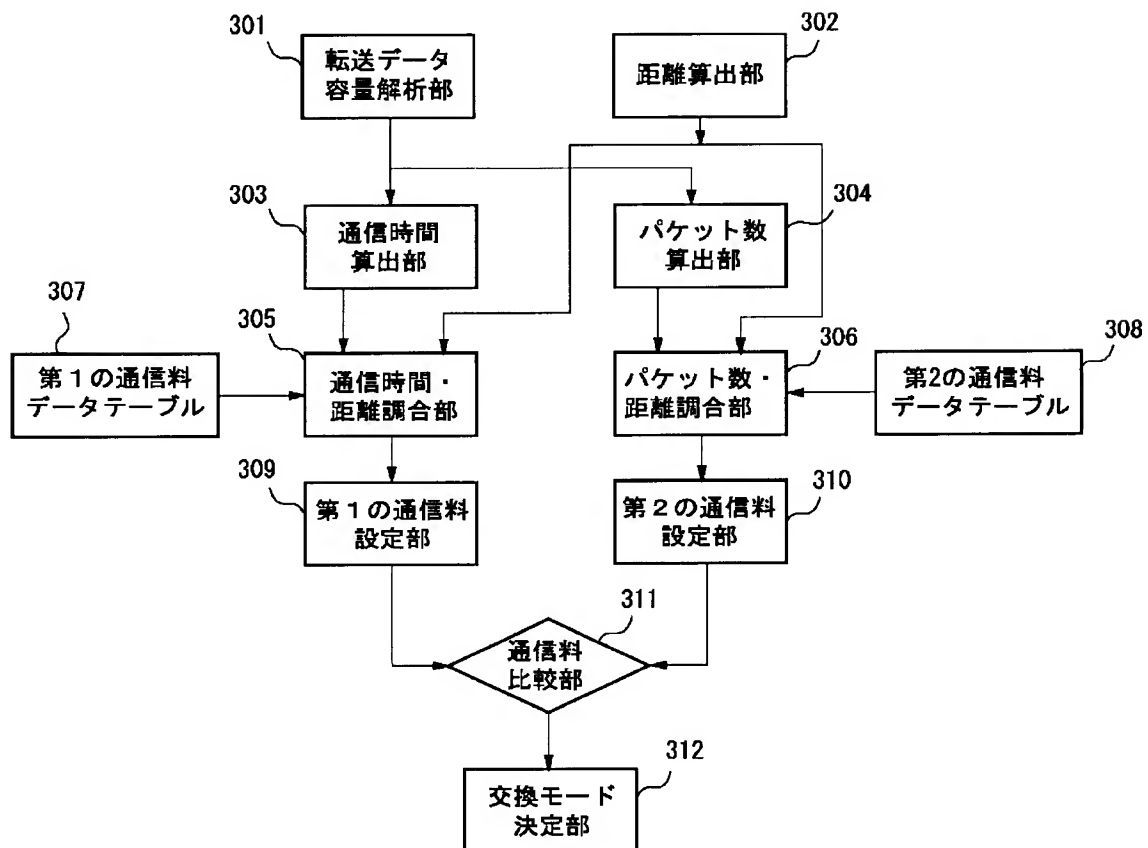 301
転送データ
容量解析部
302
距離算出部
303
通信時間
算出部
304
パケット数
算出部
307
第１の通信料
データテーブル
305
通信時間・
距離調合部
306
パケット数・
距離調合部
308
第2の通信料
データテーブル
309
第１の通信料
設定部
310
第２の通信料
設定部
311
通信料
比較部
312
交換モード
決定部